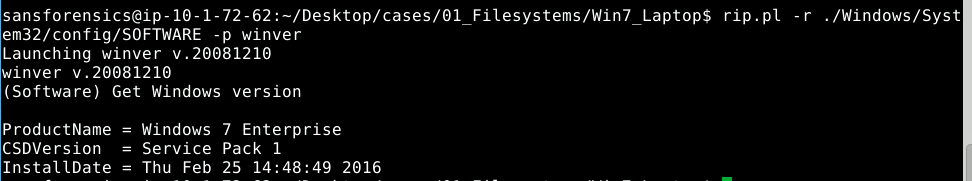 sansforensics@ip-10-1-72-62:~/Desktop/cases/01_Filesystems/Win7_Laptop$ rip.pl -r ./Windows/Syst
em32/config/SOFTWARE -p winver
Launching winver v.20081210
winver v.20081210
(Software) Get Windows version
ProductName = Windows 7 Enterprise
CSDVersion  = Service Pack 1
InstallDate = Thu Feb 25 14:48:49 2016